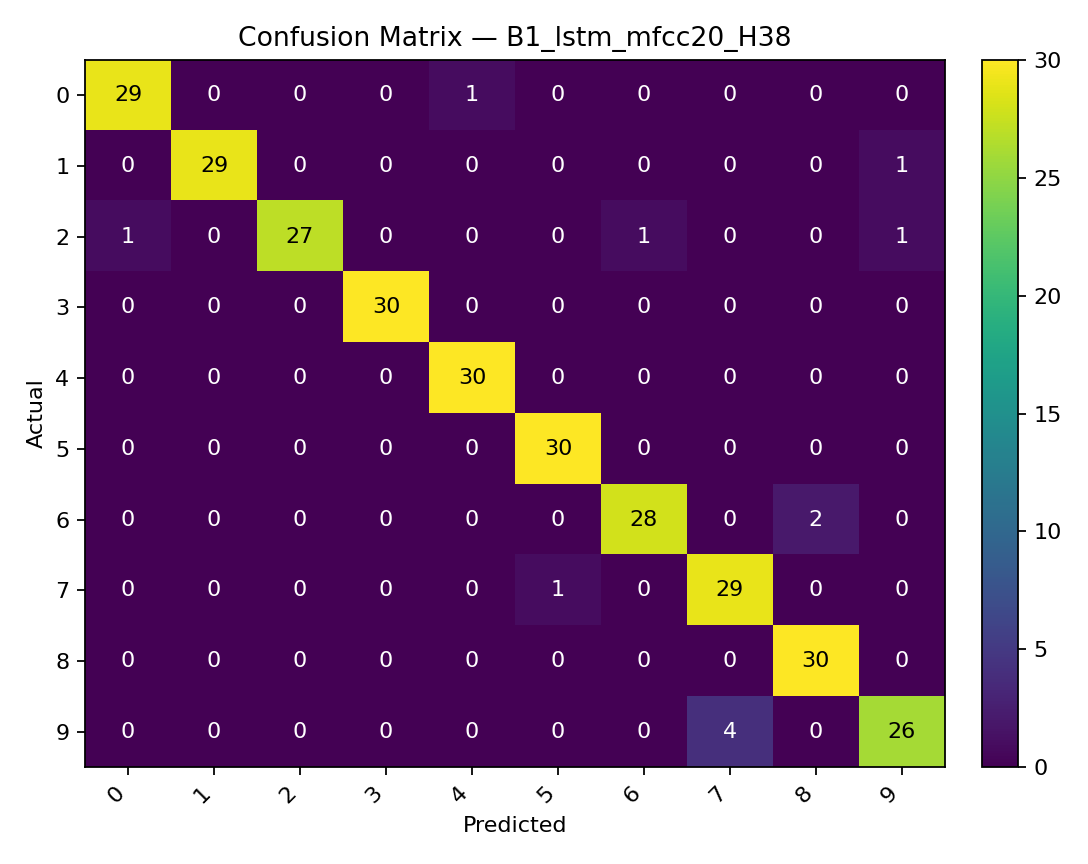 Confusion Matrix — B1_lstm_mfcc20_H38
0 29 0 0 0 1 0 0 0 0 0
1 0 29 0 0 0 0 0 0 0 1
2 1 0 27 0 0 0 1 0 0 1
3 0 0 0 30 0 0 0 0 0 0
4 0 0 0 0 30 0 0 0 0 0
5 0 0 0 0 0 30 0 0 0 0
6 0 0 0 0 0 0 28 0 2 0
7 0 0 0 0 0 1 0 29 0 0
8 0 0 0 0 0 0 0 0 30 0
9 0 0 0 0 0 0 0 4 0 26
0 1 2 3 4 5 6 7 8 9
Predicted
Actual
30
25
20
15
10
5
0